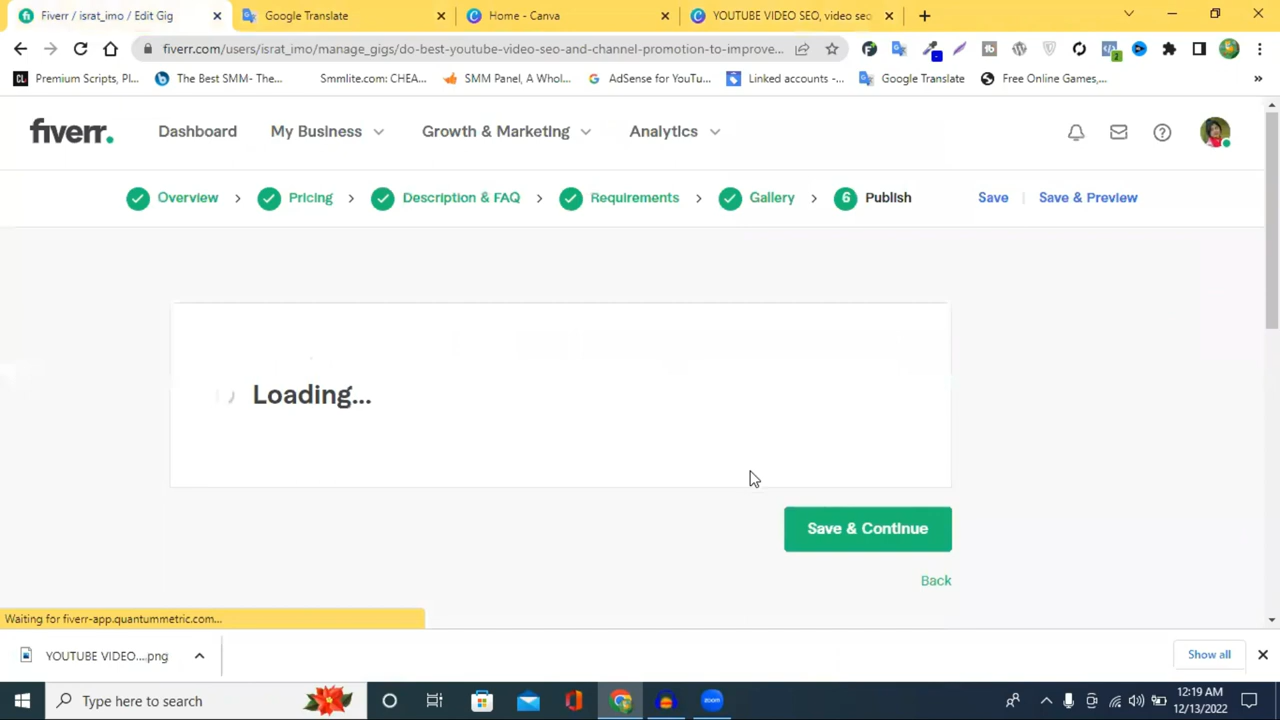 Fiverr / israt_imo / Edit Gig
Google Translate
Home - Canva
YOUTUBE VIDEO SEO, video seo
fiverr.com/users/israt_imo/manage_gigs/do-best-youtube-video-seo-and-channel-promotion-to-improve...
2
Premium Scripts, Pl...
The Best SMM- The...
Smmlite.com: CHEA...
SMM Panel, A Whol...
AdSense for YouTu...
Linked accounts -...
Google Translate
Free Online Games,...
fiverr.
Dashboard
My Business
Growth & Marketing
Analytics
Overview
Pricing
Description & FAQ
Requirements
Gallery
6 Publish
Save
Save & Preview
Loading...
Save & Continue
Back
Waiting for fiverr-app.quantummetric.com...
YOUTUBE VIDEO....png
Show all
Type here to search
zoom
12:19 AM
12/13/2022